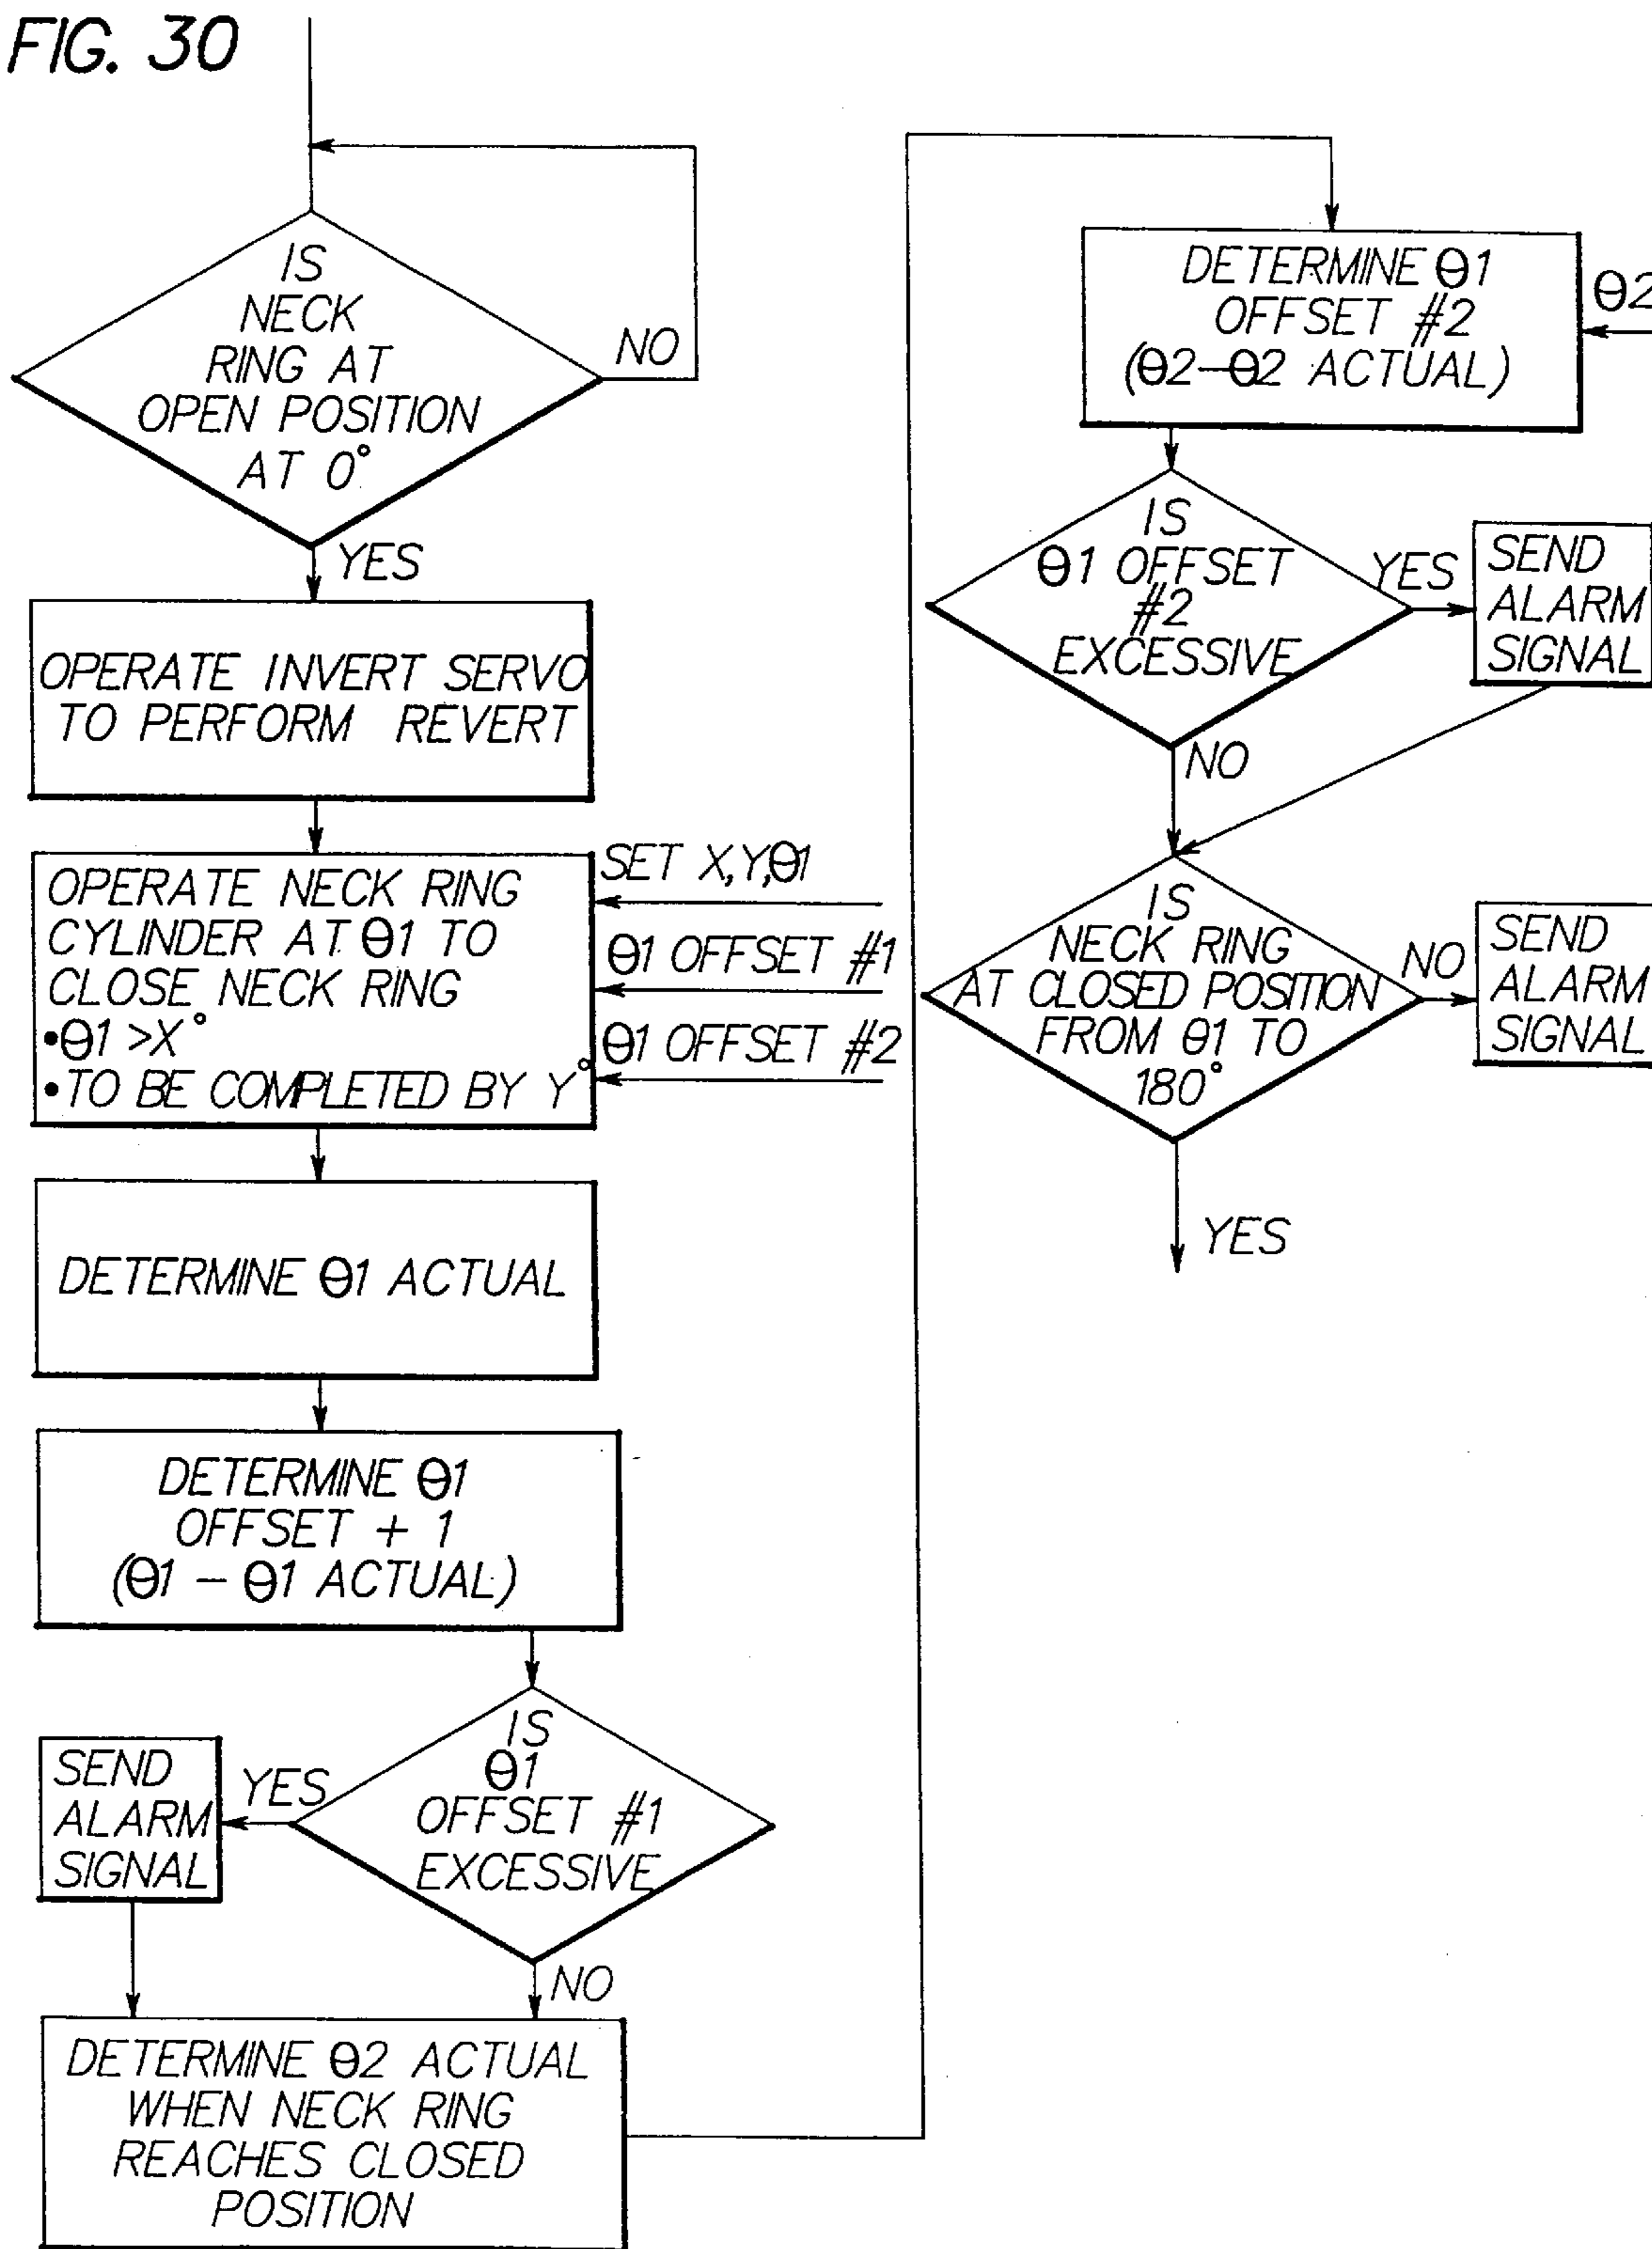 FIG. 30
IS
NECK
RING AT
OPEN POSITION
AT 0°
NO
YES
OPERATE INVERT SERVO
TO PERFORM REVERT
OPERATE NECK RING
CYLINDER AT Θ1 TO
CLOSE NECK RING
•Θ1 >X°
•TO BE COMPLETED BY Y°
SET X,Y,Θ1
Θ1 OFFSET #1
Θ1 OFFSET #2
DETERMINE Θ1 ACTUAL
DETERMINE Θ1
OFFSET + 1
(Θ1 – Θ1 ACTUAL)
IS
Θ1
OFFSET #1
EXCESSIVE
YES
SEND
ALARM
SIGNAL
NO
DETERMINE Θ2 ACTUAL
WHEN NECK RING
REACHES CLOSED
POSITION
DETERMINE Θ1
OFFSET #2
(Θ2–Θ2 ACTUAL)
Θ2
IS
Θ1 OFFSET
#2
EXCESSIVE
YES
SEND
ALARM
SIGNAL
NO
IS
NECK RING
AT CLOSED POSITION
FROM Θ1 TO
180°
NO
SEND
ALARM
SIGNAL
YES